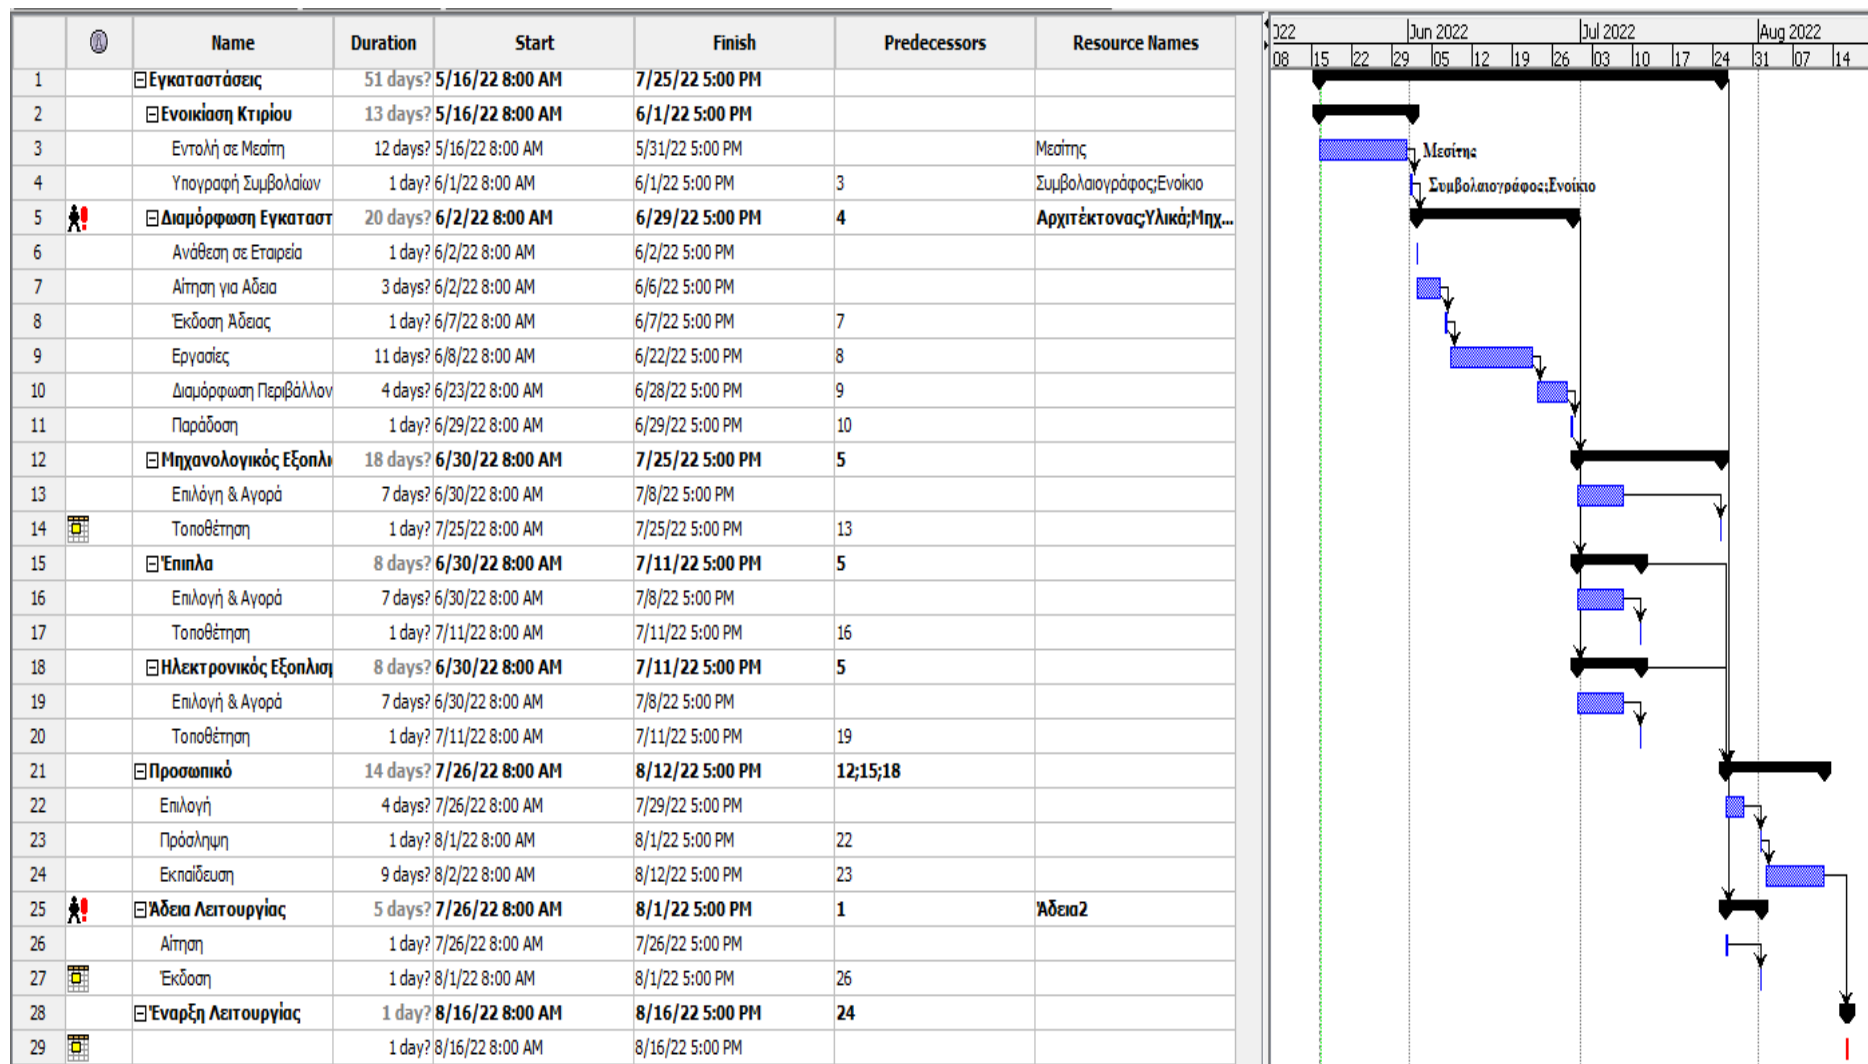 Name Duration Start Finish Predecessors Resource Names
022 Jun 2022 Jul 2022 Aug 2022
08 15 22 29 05 12 19 26 03 10 17 24 31 07 14
1 Εγκαταστάσεις 51 days? 5/16/22 8:00 AM 7/25/22 5:00 PM
2 Ενοικίαση Κτιρίου 13 days? 5/16/22 8:00 AM 6/1/22 5:00 PM
3 Εντολή σε Μεσίτη 12 days? 5/16/22 8:00 AM 5/31/22 5:00 PM Μεσίτης Μεσίτης
4 Υπογραφή Συμβολαίων 1 day? 6/1/22 8:00 AM 6/1/22 5:00 PM 3 Συμβολαιογράφος;Ενοίκιο Συμβολαιογράφος;Ενοίκιο
5 Διαμόρφωση Εγκαταστ 20 days? 6/2/22 8:00 AM 6/29/22 5:00 PM 4 Αρχιτέκτονας;Υλικά;Μηχ...
6 Ανάθεση σε Εταιρεία 1 day? 6/2/22 8:00 AM 6/2/22 5:00 PM
7 Αίτηση για Αδεια 3 days? 6/2/22 8:00 AM 6/6/22 5:00 PM
8 Έκδοση Άδειας 1 day? 6/7/22 8:00 AM 6/7/22 5:00 PM 7
9 Εργασίες 11 days? 6/8/22 8:00 AM 6/22/22 5:00 PM 8
10 Διαμόρφωση Περιβάλλον 4 days? 6/23/22 8:00 AM 6/28/22 5:00 PM 9
11 Παράδοση 1 day? 6/29/22 8:00 AM 6/29/22 5:00 PM 10
12 Μηχανολογικός Εξοπλι 18 days? 6/30/22 8:00 AM 7/25/22 5:00 PM 5
13 Επιλόγη & Αγορά 7 days? 6/30/22 8:00 AM 7/8/22 5:00 PM
14 Τοποθέτηση 1 day? 7/25/22 8:00 AM 7/25/22 5:00 PM 13
15 Έπιπλα 8 days? 6/30/22 8:00 AM 7/11/22 5:00 PM 5
16 Επιλογή & Αγορά 7 days? 6/30/22 8:00 AM 7/8/22 5:00 PM
17 Τοποθέτηση 1 day? 7/11/22 8:00 AM 7/11/22 5:00 PM 16
18 Ηλεκτρονικός Εξοπλισμ 8 days? 6/30/22 8:00 AM 7/11/22 5:00 PM 5
19 Επιλογή & Αγορά 7 days? 6/30/22 8:00 AM 7/8/22 5:00 PM
20 Τοποθέτηση 1 day? 7/11/22 8:00 AM 7/11/22 5:00 PM 19
21 Προσωπικό 14 days? 7/26/22 8:00 AM 8/12/22 5:00 PM 12;15;18
22 Επιλογή 4 days? 7/26/22 8:00 AM 7/29/22 5:00 PM
23 Πρόσληψη 1 day? 8/1/22 8:00 AM 8/1/22 5:00 PM 22
24 Εκπαίδευση 9 days? 8/2/22 8:00 AM 8/12/22 5:00 PM 23
25 Άδεια Λειτουργίας 5 days? 7/26/22 8:00 AM 8/1/22 5:00 PM 1 Άδεια2
26 Αίτηση 1 day? 7/26/22 8:00 AM 7/26/22 5:00 PM
27 Έκδοση 1 day? 8/1/22 8:00 AM 8/1/22 5:00 PM 26
28 Έναρξη Λειτουργίας 1 day? 8/16/22 8:00 AM 8/16/22 5:00 PM 24
29 1 day? 8/16/22 8:00 AM 8/16/22 5:00 PM